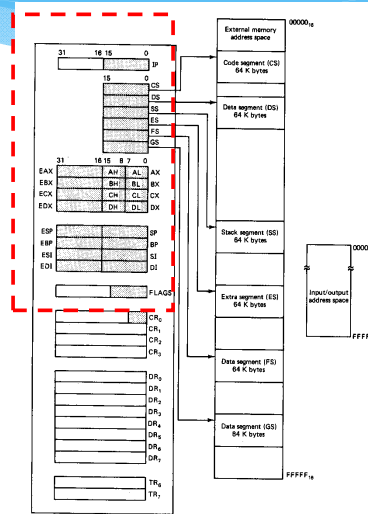 31 16 15 0
IP
15 0
CS
DS
SS
ES
FS
GS
31 16 15 8 7 0
EAX AH AL AX
EBX BH BL BX
ECX CH CL CX
EDX DH DL DX
ESP SP
EBP BP
ESI SI
EDI DI
FLAGS
CR0
CR1
CR2
CR3
DR0
DR1
DR2
DR3
DR4
DR5
DR6
DR7
TR6
TR7
External memory
address space
00000₁₆
Code segment (CS)
64 K bytes
Data segment (DS)
64 K bytes
Stack segment (SS)
64 K bytes
Extra segment (ES)
64 K bytes
Data segment (FS)
64 K bytes
Data segment (GS)
64 K bytes
FFFFF₁₆
0000
Input/output
address space
FFFF